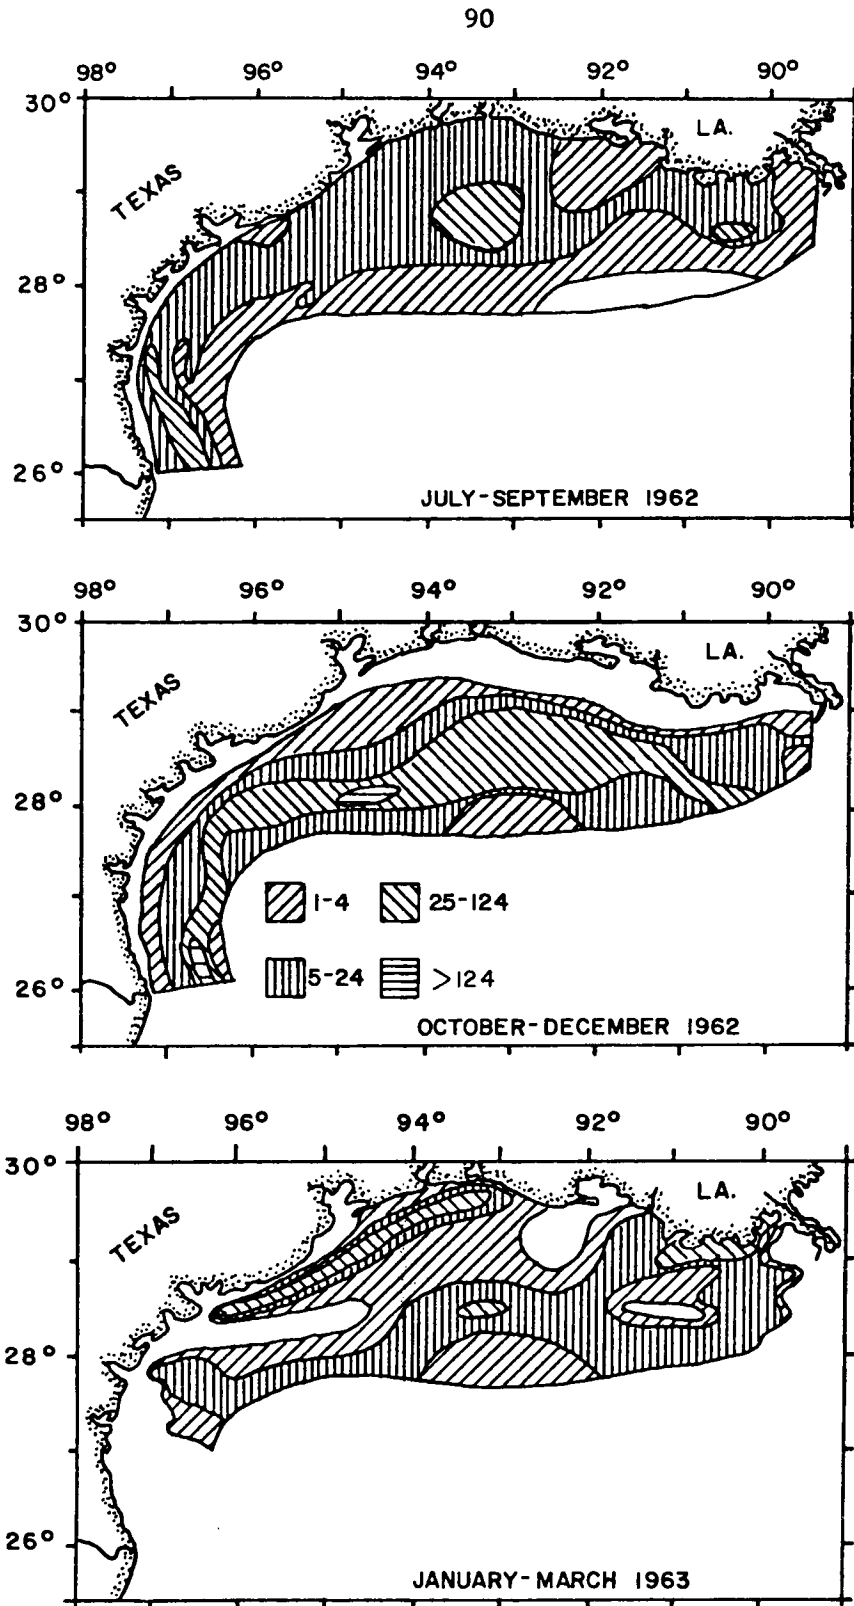 90
98° 96° 94° 92° 90°
30°
LA.
TEXAS
28°
26°
JULY-SEPTEMBER 1962
98° 96° 94° 92° 90°
30°
LA.
TEXAS
28°
1-4 25-124
5-24 >124
26°
OCTOBER-DECEMBER 1962
98° 96° 94° 92° 90°
30°
LA.
TEXAS
28°
26°
JANUARY-MARCH 1963